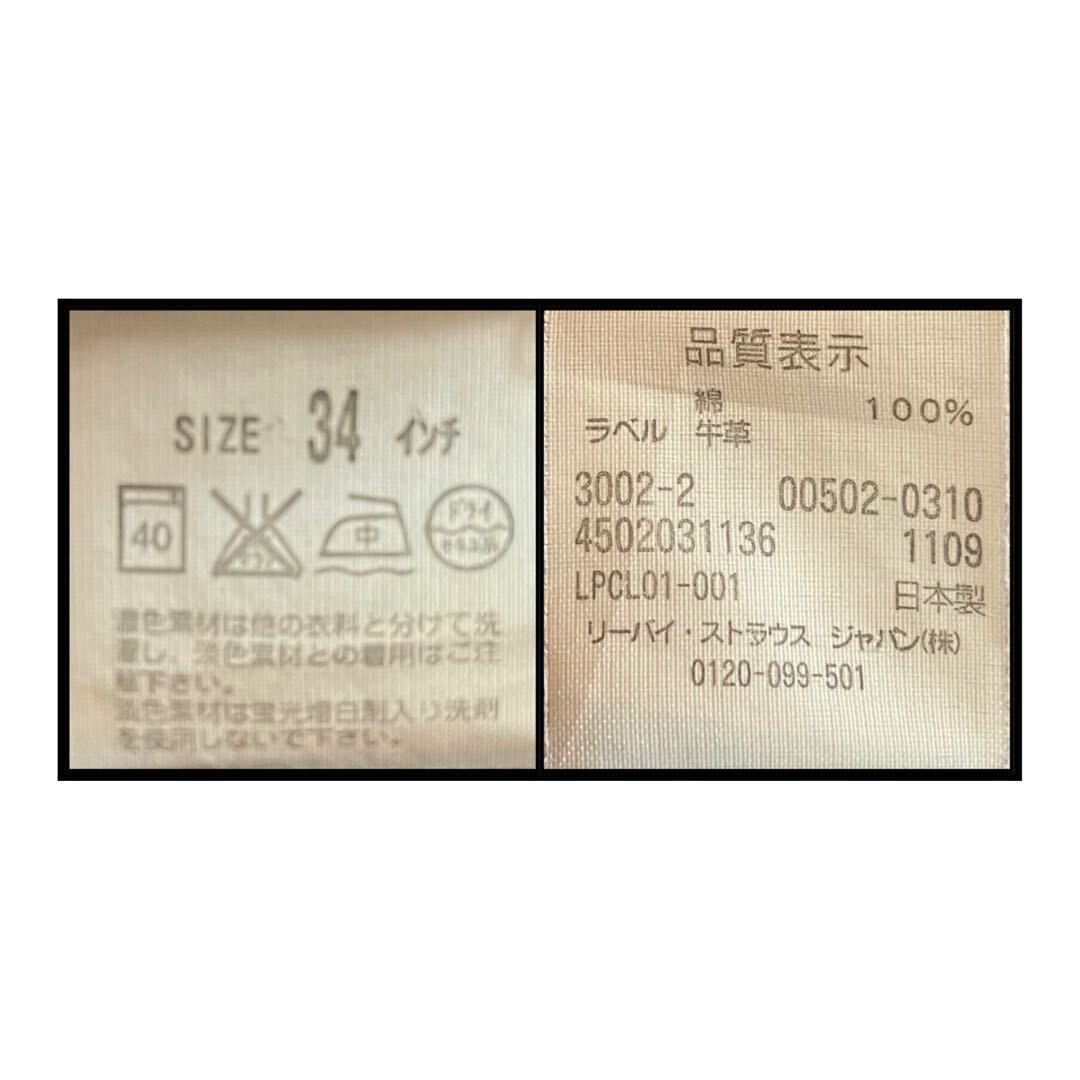 SIZE 34 インチ
40
中
ドライ
セキユ系
濃色素材は他の衣料と分けて洗
濯し、淡色素材との着用はご注
意下さい。
淡色素材は蛍光増白剤入り洗剤
を使用しないで下さい。
品質表示
綿 100%
ラベル 牛革
3002-2 00502-0310
4502031136 1109
LPCL01-001 日本製
リーバイ・ストラウス ジャパン(株)
0120-099-501